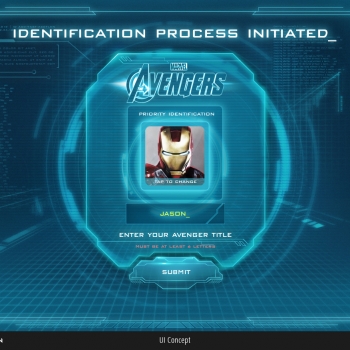 IDENTIFICATION PROCESS INITIATED_
MARVEL
AVENGERS
PRIORITY IDENTIFICATION
TAP TO CHANGE
JASON_
ENTER YOUR AVENGER TITLE
MUST BE AT LEAST 2 LETTERS
SUBMIT
UI Concept